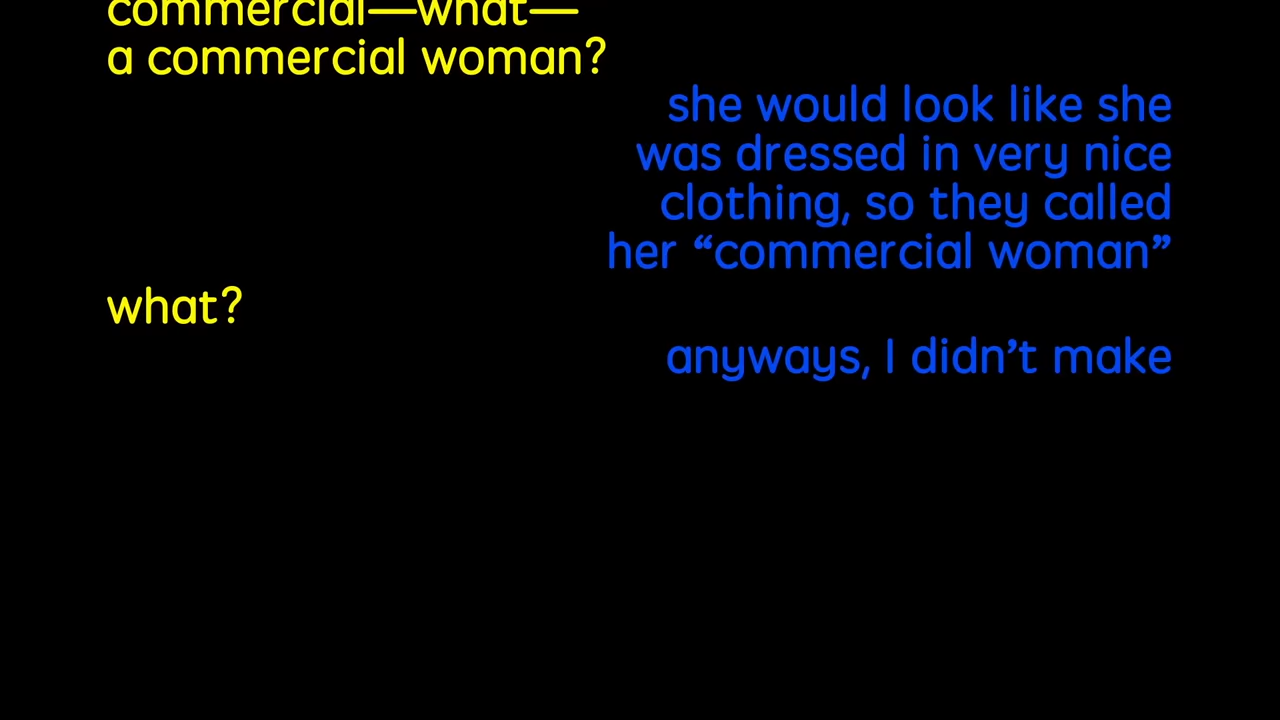 commercial—what—
a commercial woman?
she would look like she
was dressed in very nice
clothing, so they called
her “commercial woman”
what?
anyways, I didn’t make